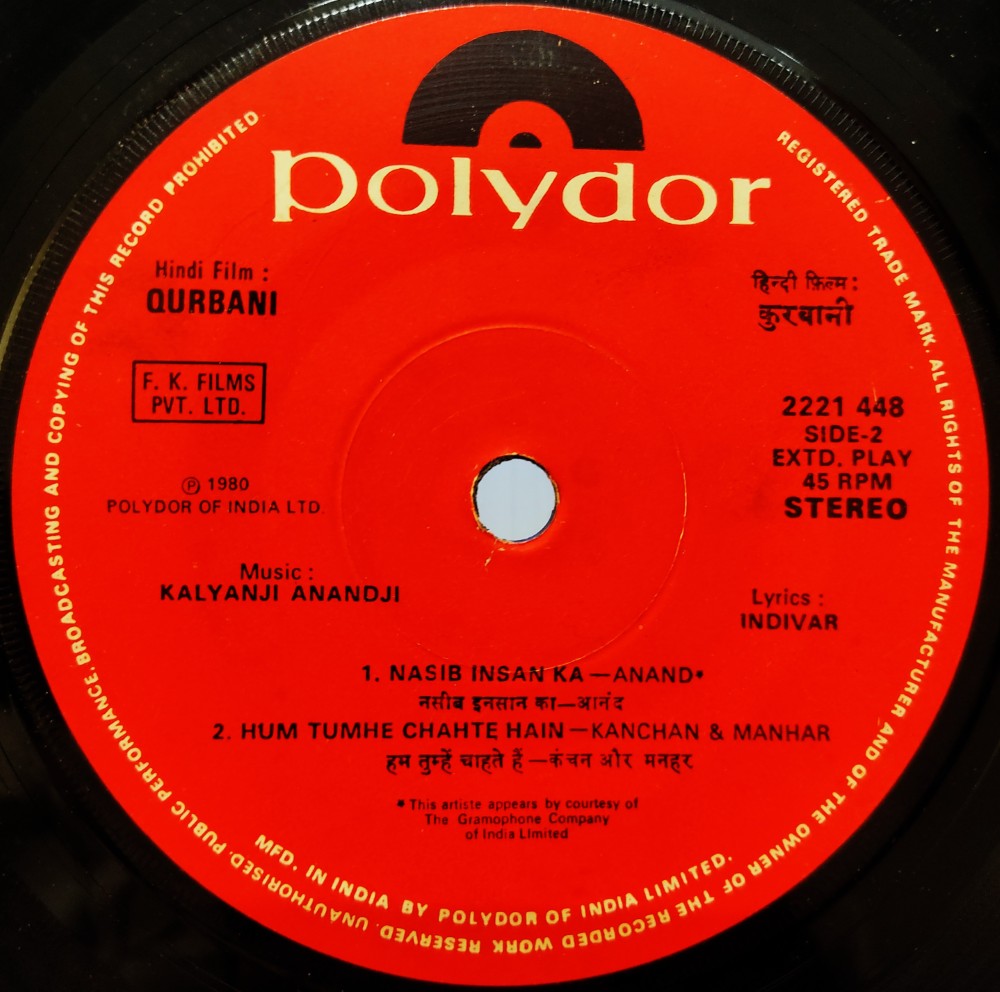 polydor
Hindi Film :
QURBANI
हिन्दी फ़िल्म :
कुरबानी
F. K. FILMS
PVT. LTD.
2221 448
SIDE-2
EXTD. PLAY
45 RPM
STEREO
Ⓟ 1980
POLYDOR OF INDIA LTD.
Music :
KALYANJI ANANDJI
Lyrics :
INDIVAR
1. NASIB INSAN KA—ANAND*
नसीब इनसान का—आनंद
2. HUM TUMHE CHAHTE HAIN—KANCHAN & MANHAR
हम तुम्हें चाहते हैं—कंचन और मनहर
* This artiste appears by courtesy of
The Gramophone Company
of India Limited
MFD. IN INDIA BY POLYDOR OF INDIA LIMITED.
REGISTERED TRADE MARK. ALL RIGHTS OF THE MANUFACTURER AND OF THE OWNER OF THE RECORDED WORK RESERVED. UNAUTHORISED. PUBLIC PERFORMANCE. BROADCASTING AND COPYING OF THIS RECORD PROHIBITED